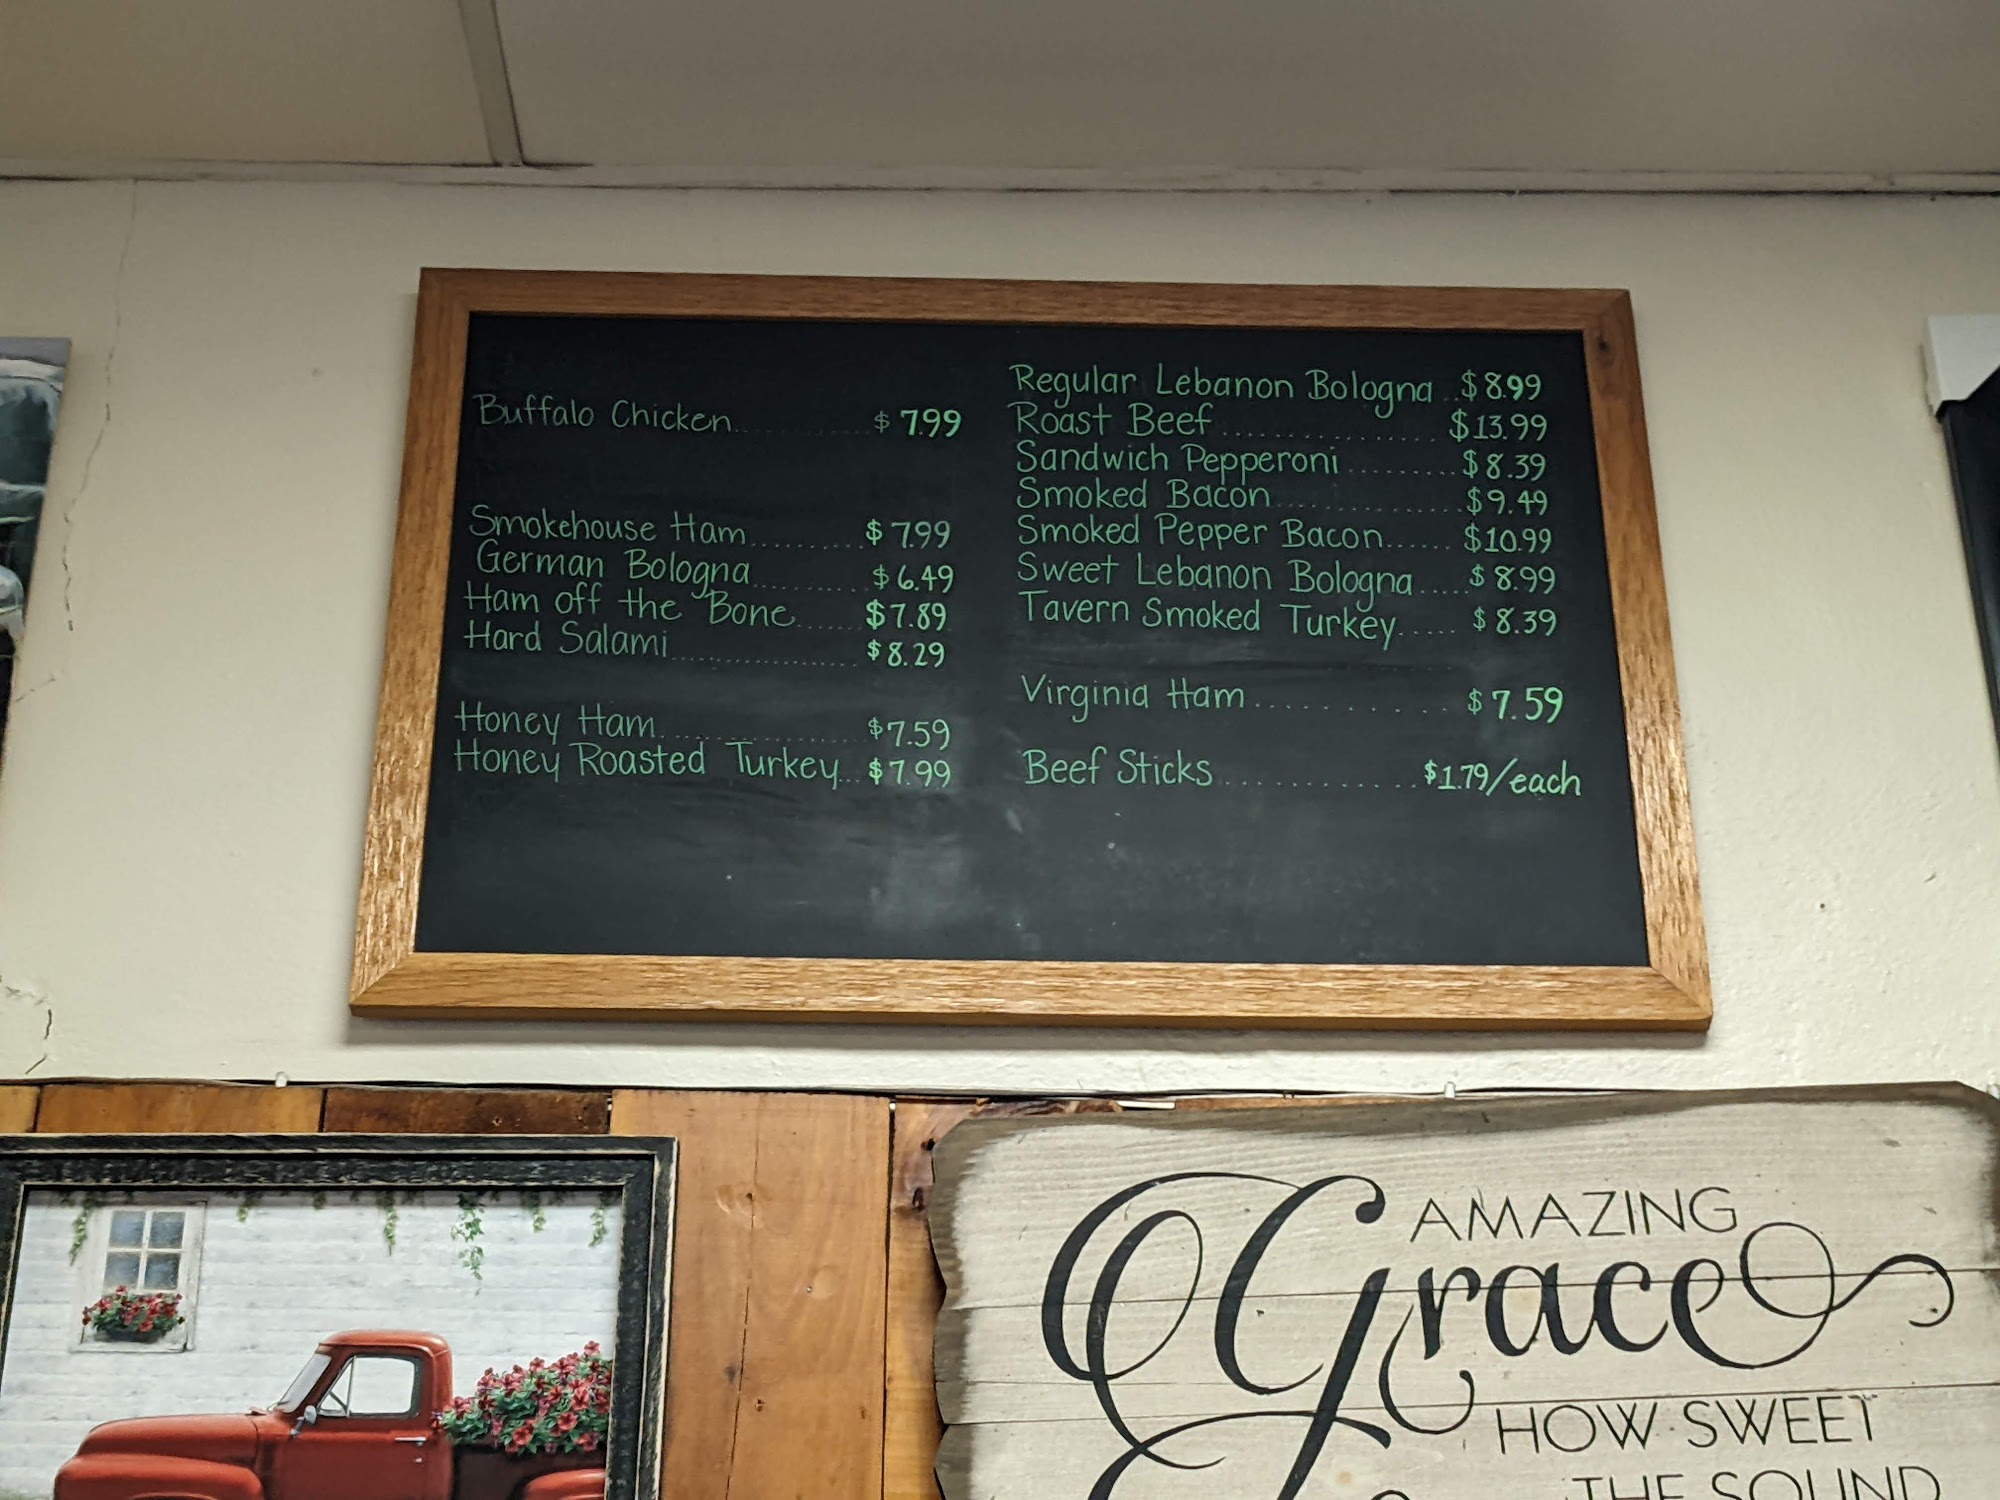 Buffalo Chicken............$ 7.99
Smokehouse Ham..........$ 7.99
German Bologna..........$ 6.49
Ham off the Bone.......$7.89
Hard Salami.................$8.29
Honey Ham.................$7.59
Honey Roasted Turkey...$7.99
Regular Lebanon Bologna..$8.99
Roast Beef.................$13.99
Sandwich Pepperoni.........$8.39
Smoked Bacon...............$9.49
Smoked Pepper Bacon......$10.99
Sweet Lebanon Bologna.....$8.99
Tavern Smoked Turkey.....$8.39
Virginia Ham...........$7.59
Beef Sticks............$1.79/each
AMAZING
Grace
HOW SWEET
THE SOUND